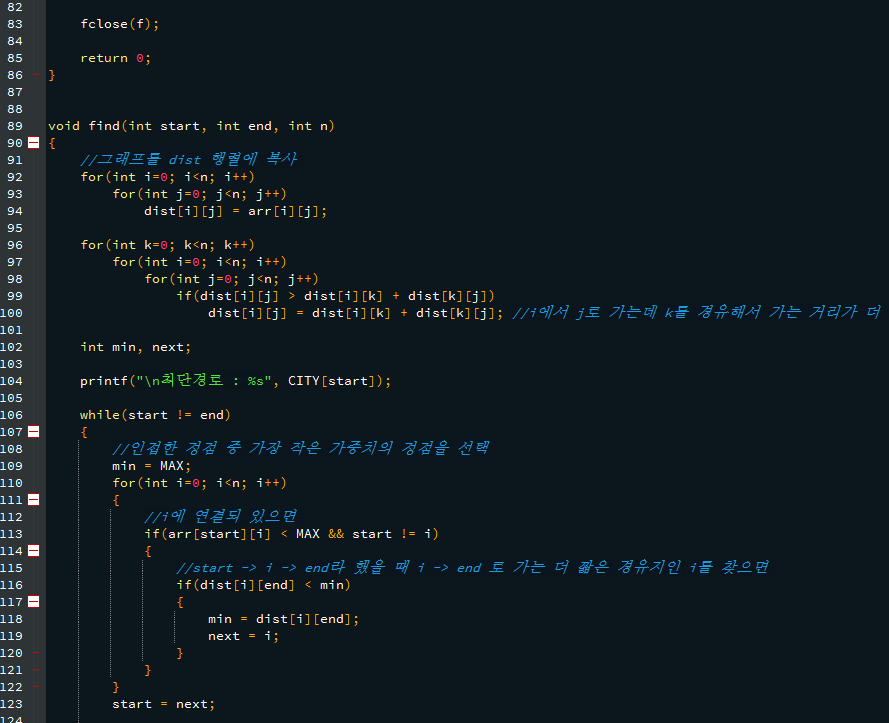 82
83 fclose(f);
84
85 return 0;
86 }
87
88
89 void find(int start, int end, int n)
90 {
91 //그래프를 dist 행렬에 복사
92 for(int i=0; i<n; i++)
93 for(int j=0; j<n; j++)
94 dist[i][j] = arr[i][j];
95
96 for(int k=0; k<n; k++)
97 for(int i=0; i<n; i++)
98 for(int j=0; j<n; j++)
99 if(dist[i][j] > dist[i][k] + dist[k][j])
100 dist[i][j] = dist[i][k] + dist[k][j]; //i에서 j로 가는데 k를 경유해서 가는 거리가 더
101
102 int min, next;
103
104 printf("\n최단경로 : %s", CITY[start]);
105
106 while(start != end)
107 {
108 //인접한 정점 중 가장 작은 가중치의 정점을 선택
109 min = MAX;
110 for(int i=0; i<n; i++)
111 {
112 //i에 연결되 있으면
113 if(arr[start][i] < MAX && start != i)
114 {
115 //start -> i -> end라 했을 때 i -> end 로 가는 더 짧은 경유지인 i를 찾으면
116 if(dist[i][end] < min)
117 {
118 min = dist[i][end];
119 next = i;
120 }
121 }
122 }
123 start = next;
124